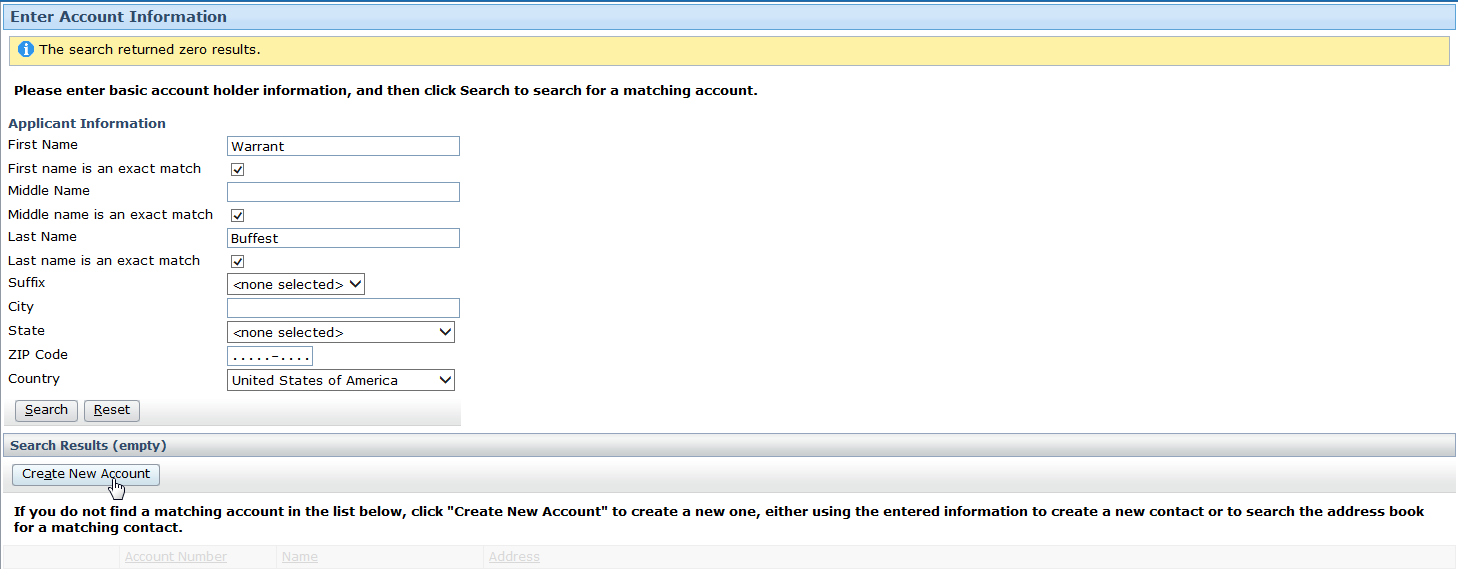 Enter Account Information
The search returned zero results.
Please enter basic account holder information, and then click Search to search for a matching account.
Applicant Information
First Name Warrant
First name is an exact match
Middle Name
Middle name is an exact match
Last Name Buffest
Last name is an exact match
Suffix <none selected>
City
State <none selected>
ZIP Code .....-....
Country United States of America
Search Reset
Search Results (empty)
Create New Account
If you do not find a matching account in the list below, click "Create New Account" to create a new one, either using the entered information to create a new contact or to search the address book
for a matching contact.
Account Number Name Address